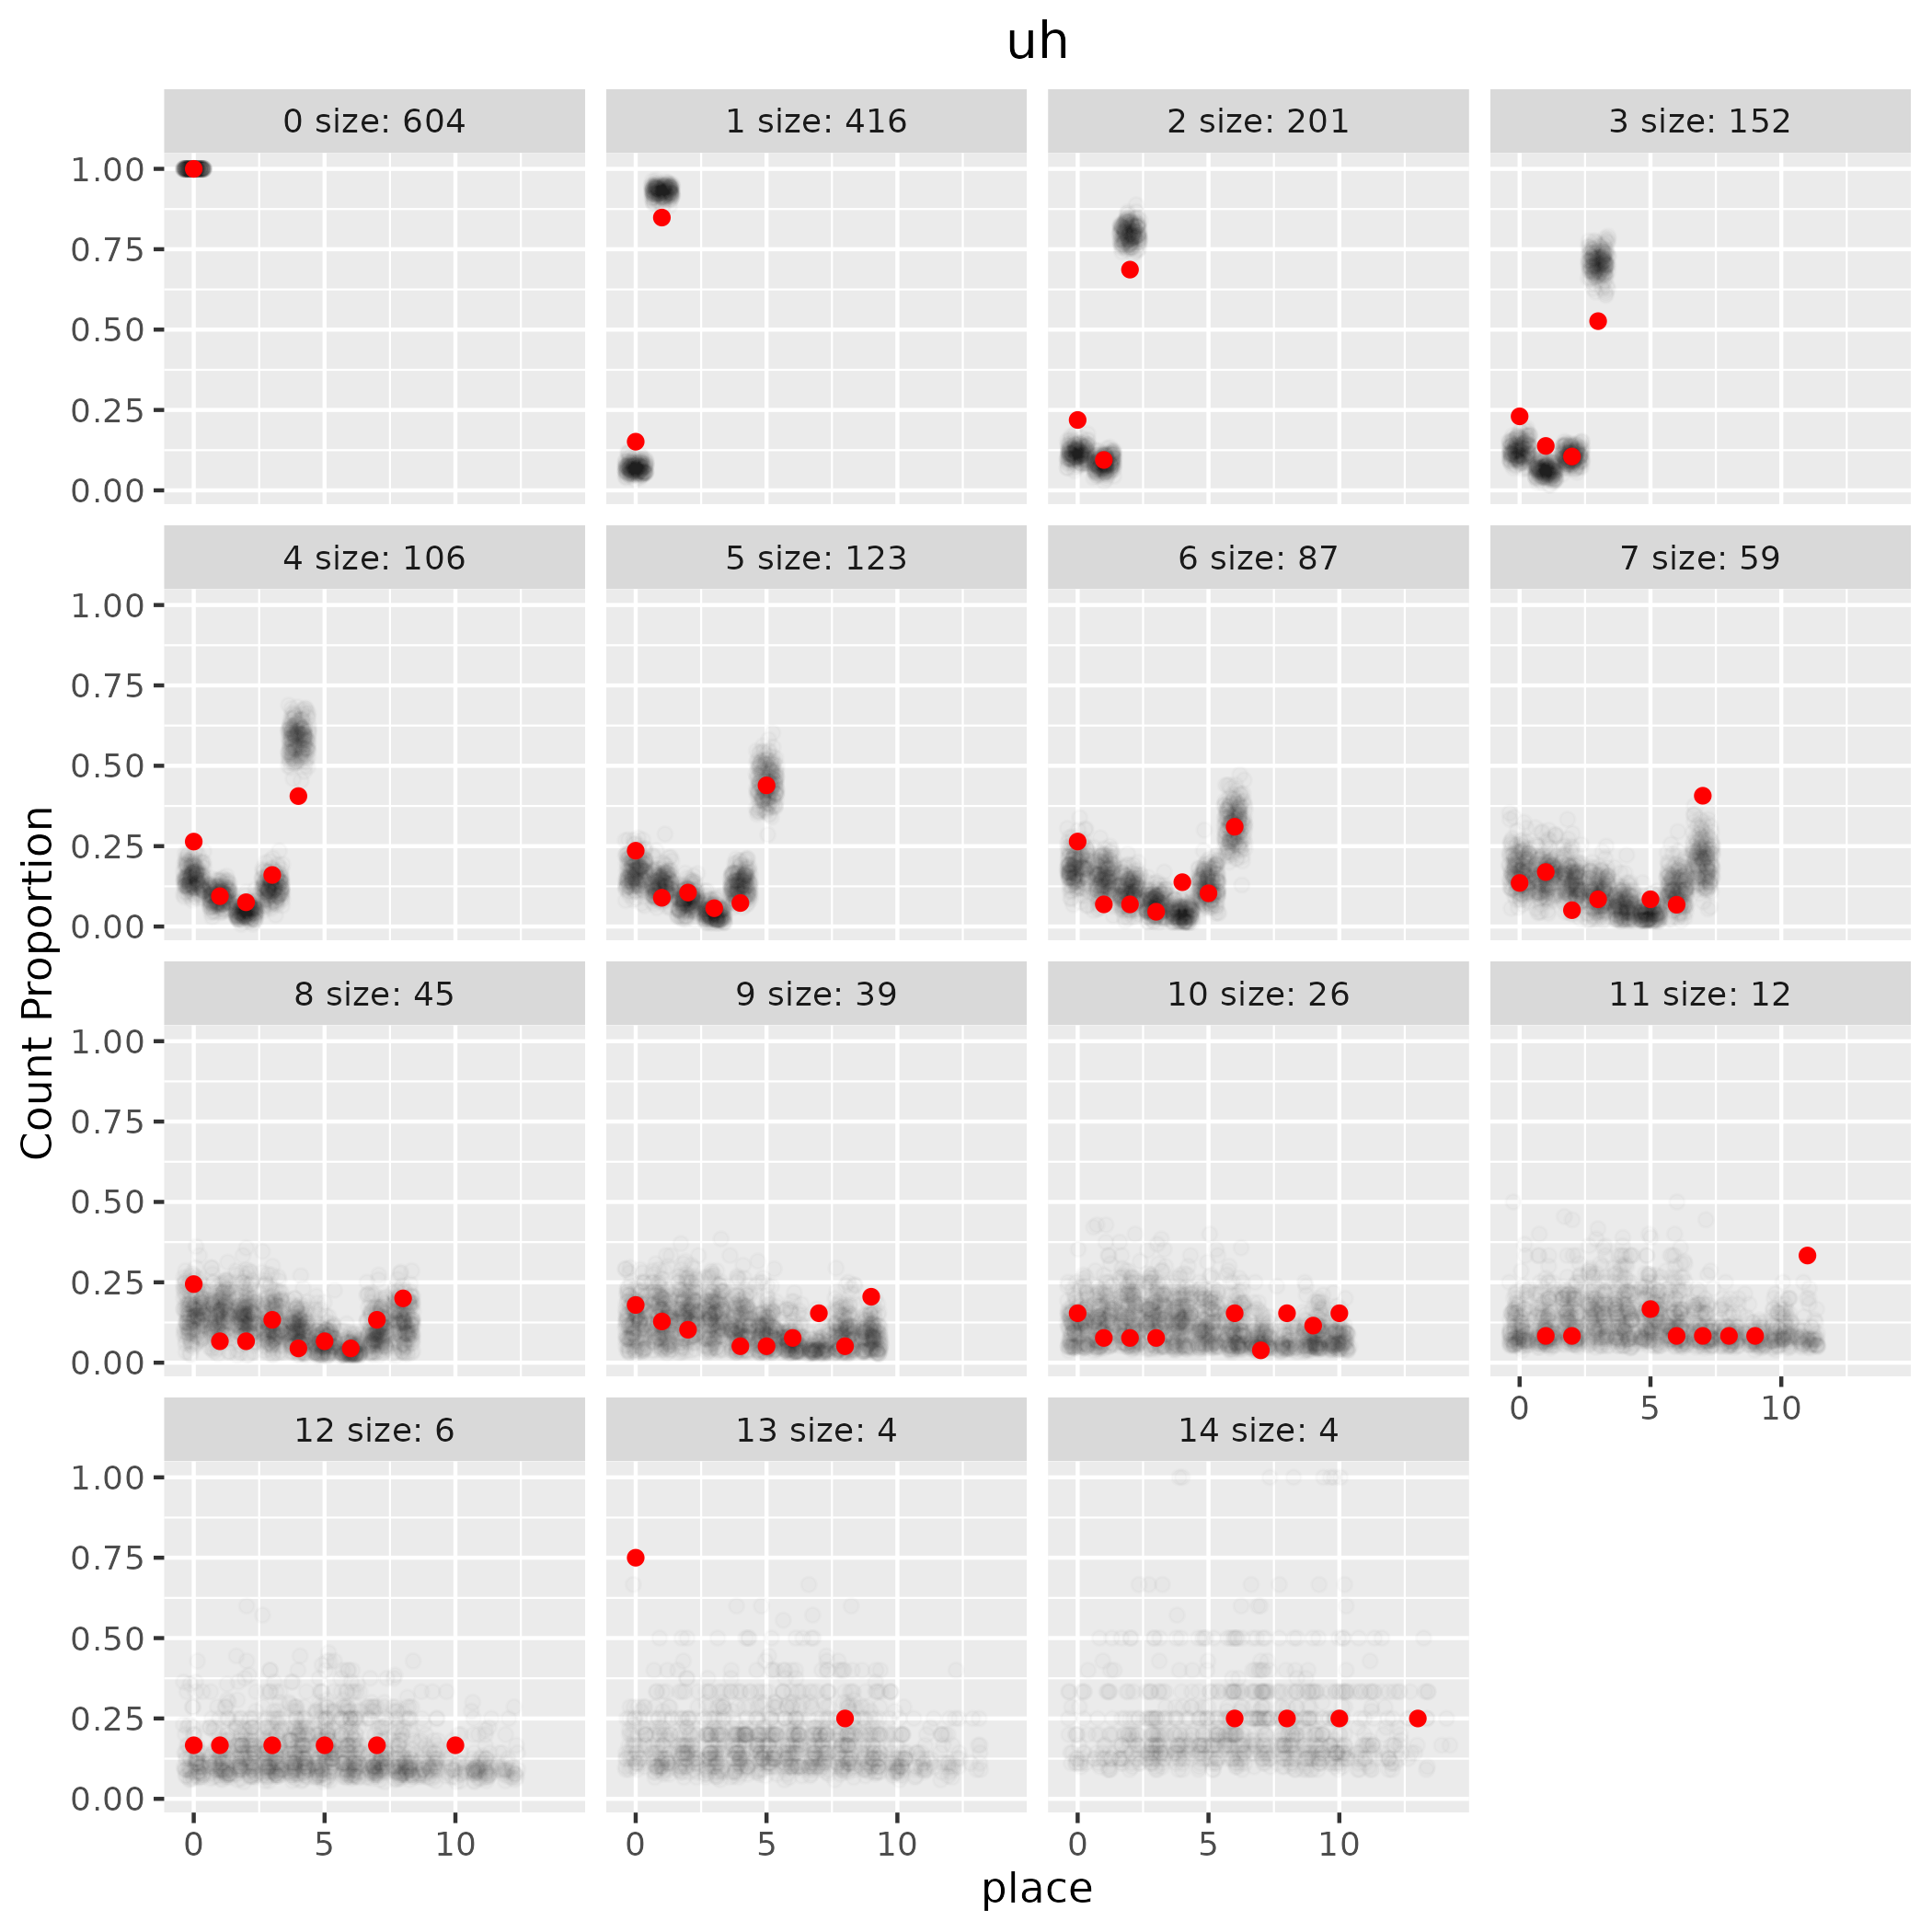 uh
0 size: 604
1 size: 416
2 size: 201
3 size: 152
1.00
0.75
0.50
0.25
0.00
4 size: 106
5 size: 123
6 size: 87
7 size: 59
1.00
0.75
0.50
0.25
0.00
Count Proportion
8 size: 45
9 size: 39
10 size: 26
11 size: 12
1.00
0.75
0.50
0.25
0.00
0 5 10
12 size: 6
13 size: 4
14 size: 4
1.00
0.75
0.50
0.25
0.00
0 5 10
0 5 10
0 5 10
place